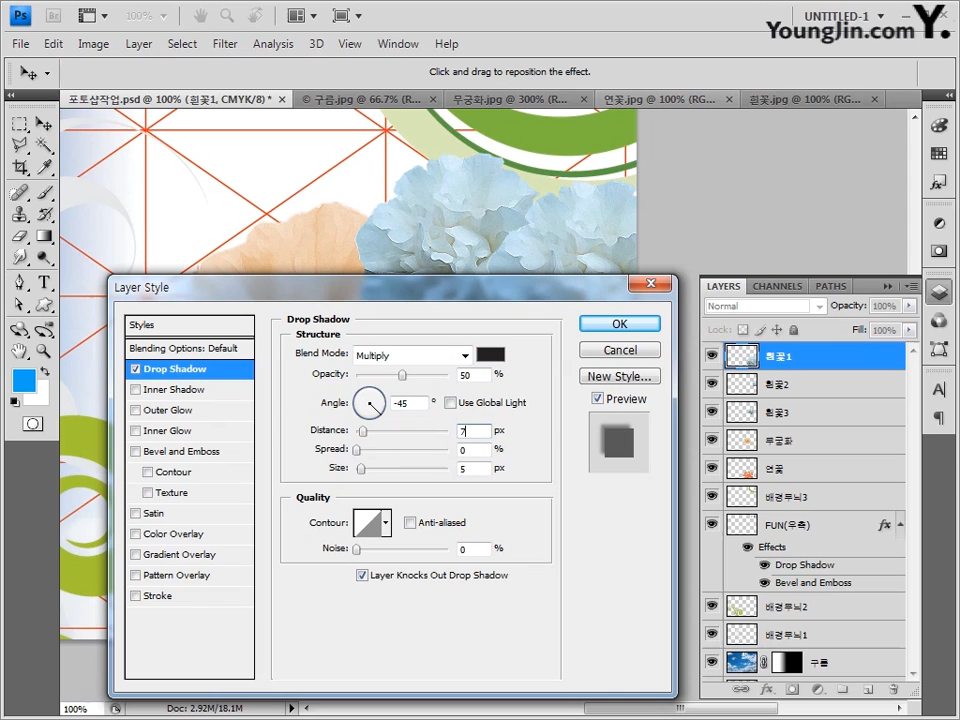 Ps Br 100% UNTITLED-1
YoungJin.com Y.
File Edit Image Layer Select Filter Analysis 3D View Window Help
Click and drag to reposition the effect.
포토샵작업.psd @ 100% (흰꽃1, CMYK/8) * © 구름.jpg @ 66.7% (R... 무궁화.jpg @ 300% (R... 연꽃.jpg @ 100% (RG... 흰꽃.jpg @ 100% (RG...
Layer Style
Styles
Blending Options: Default
Drop Shadow
Inner Shadow
Outer Glow
Inner Glow
Bevel and Emboss
Contour
Texture
Satin
Color Overlay
Gradient Overlay
Pattern Overlay
Stroke
Drop Shadow
Structure
Blend Mode: Multiply
Opacity: 50 %
Angle: -45 ° Use Global Light
Distance: 7 px
Spread: 0 %
Size: 5 px
Quality
Contour: Anti-aliased
Noise: 0 %
Layer Knocks Out Drop Shadow
OK
Cancel
New Style...
Preview
LAYERS CHANNELS PATHS
Normal Opacity: 100%
Lock: Fill: 100%
흰꽃1
흰꽃2
흰꽃3
무궁화
연꽃
배경무늬3
FUN(우측) fx
Effects
Drop Shadow
Bevel and Emboss
배경무늬2
배경무늬1
구름
100% Doc: 2.92M/18.1M